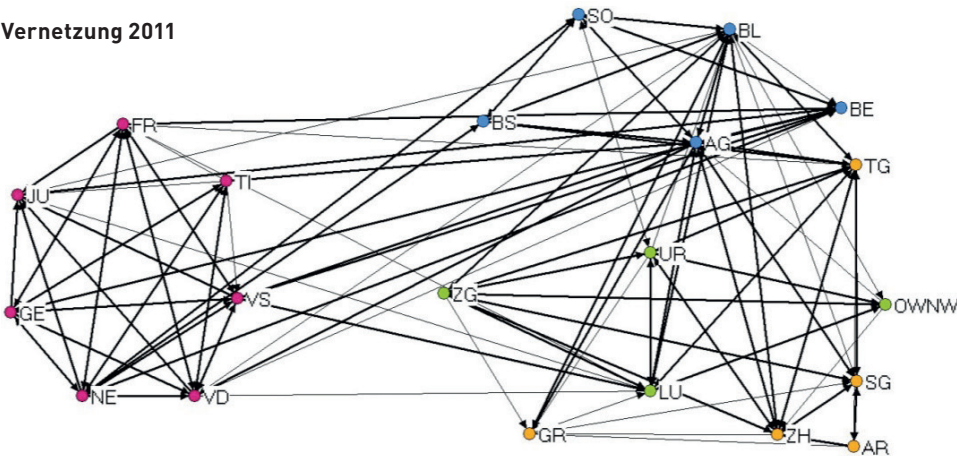 Vernetzung 2011
SO
BL
BE
BS
FR
AG
TG
TI
JU
UR
VS
ZG
OWNW
GE
SG
LU
NE
VD
GR
ZH
AR